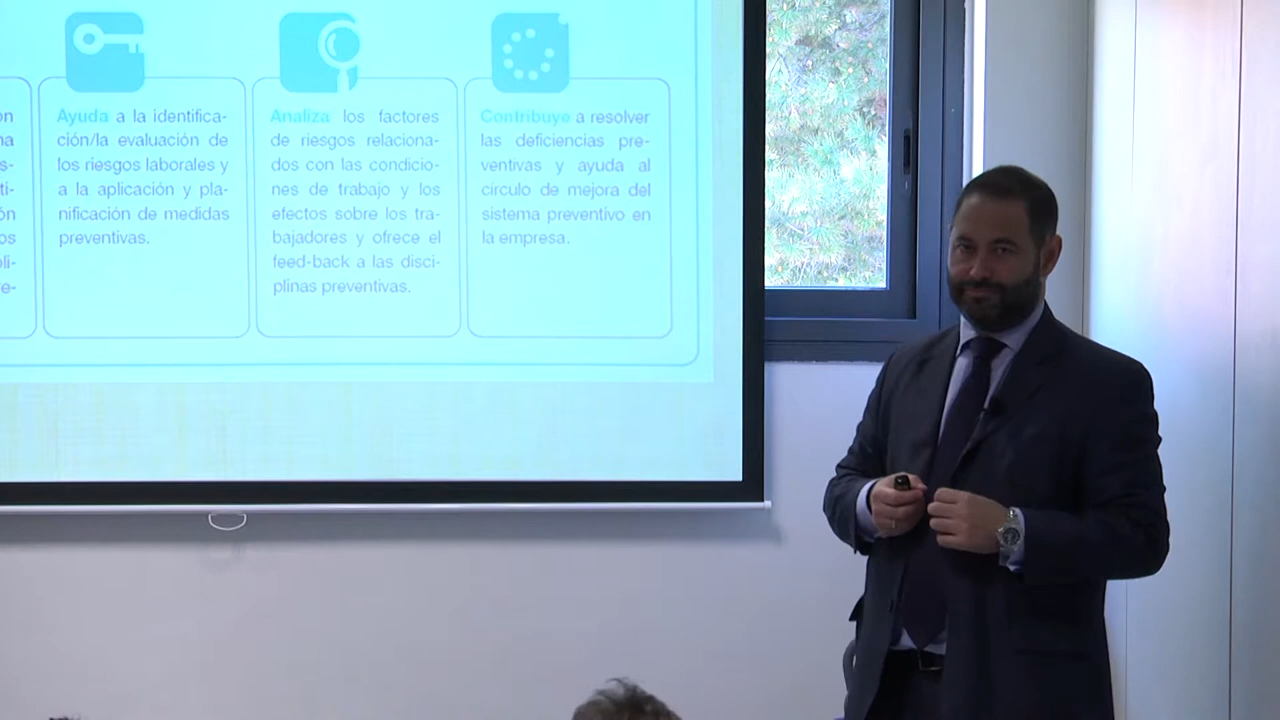 Ayuda a la identifica-
ción/la evaluación de
los riesgos laborales y
a la aplicación y pla-
nificación de medidas
preventivas.
Analiza los factores
de riesgos relaciona-
dos con las condicio-
nes de trabajo y los
efectos sobre los tra-
bajadores y ofrece el
feed-back a las disci-
plinas preventivas.
Contribuye a resolver
las deficiencias pre-
ventivas y ayuda al
círculo de mejora del
sistema preventivo en
la empresa.